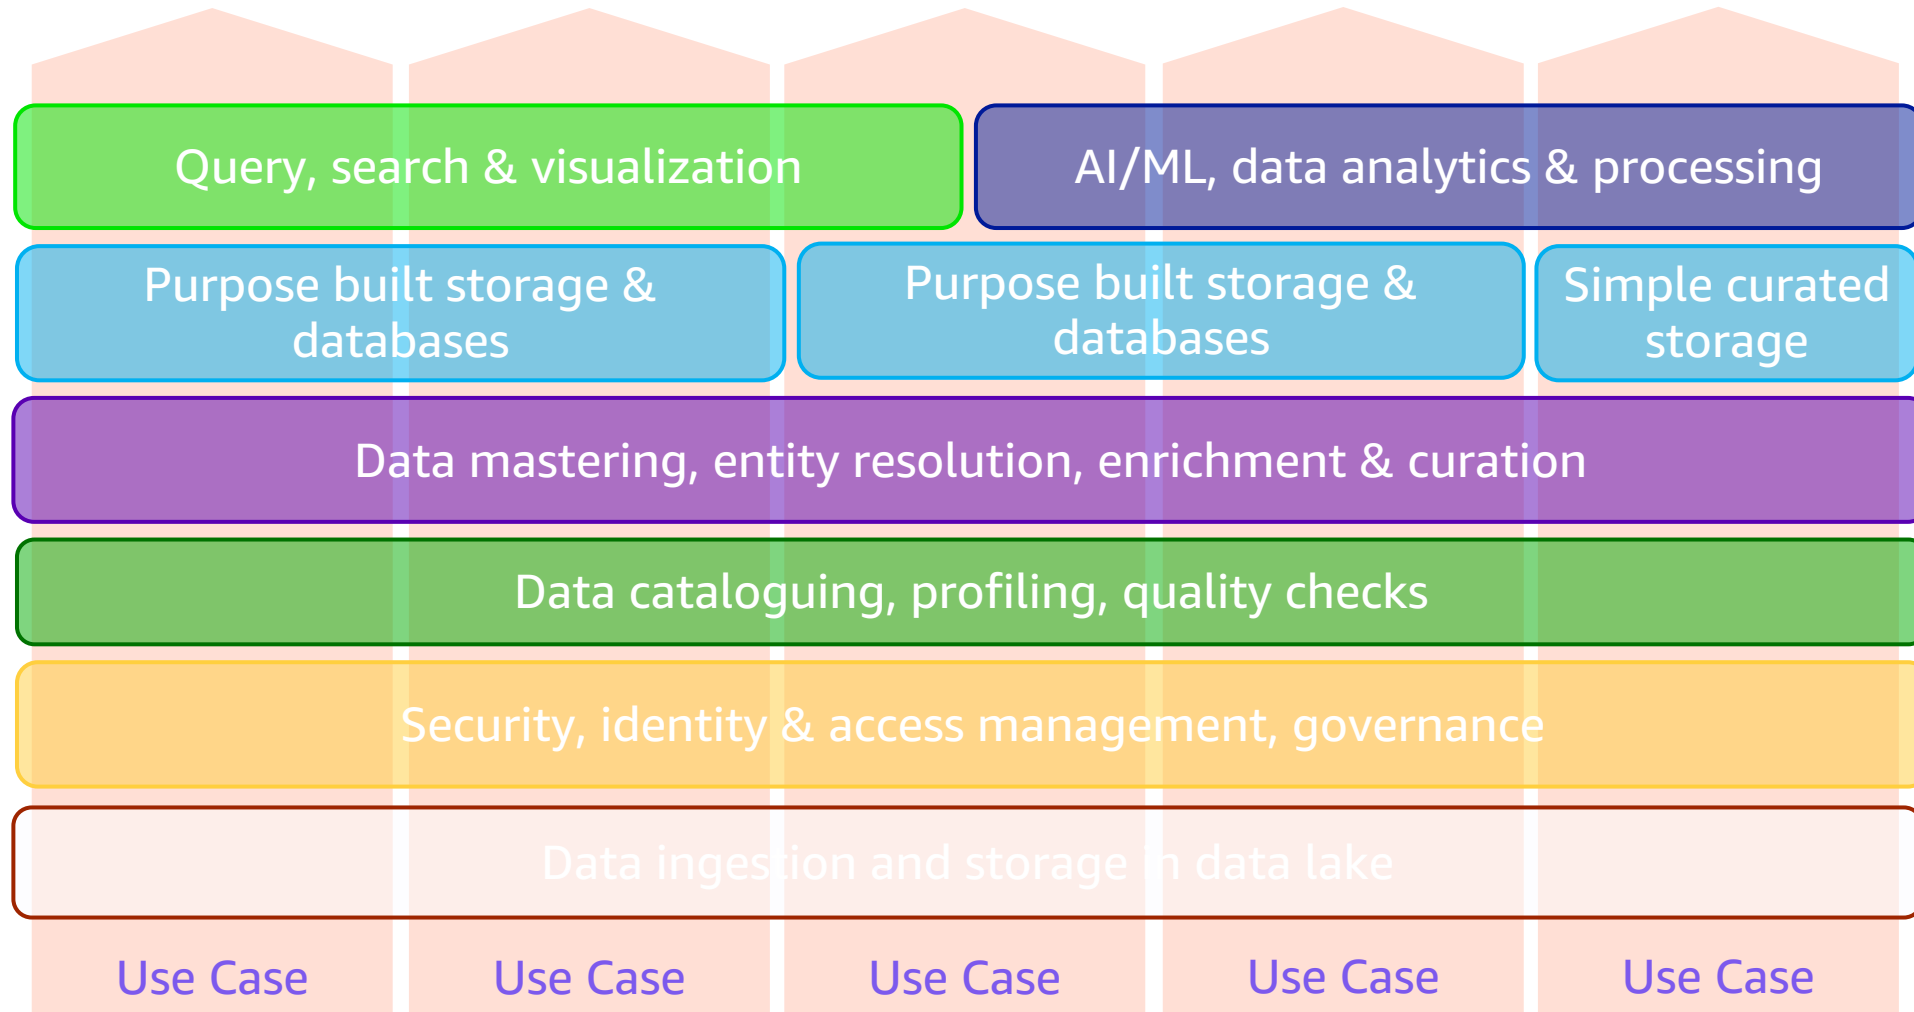 Query, search & visualization
AI/ML, data analytics & processing
Purpose built storage &
databases
Purpose built storage &
databases
Simple curated
storage
Data mastering, entity resolution, enrichment & curation
Data cataloguing, profiling, quality checks
Security, identity & access management, governance
Data ingestion and storage in data lake
Use Case
Use Case
Use Case
Use Case
Use Case